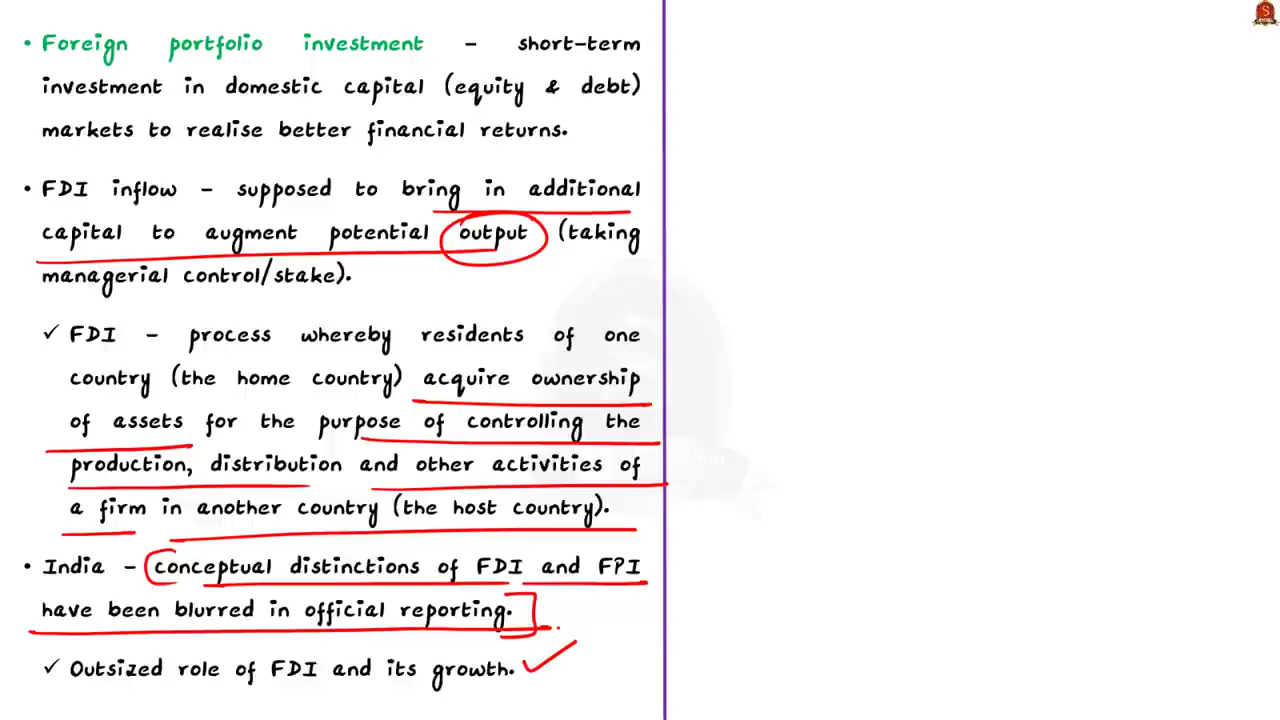 • Foreign portfolio investment – short-term
investment in domestic capital (equity & debt)
markets to realise better financial returns.
• FDI inflow – supposed to bring in additional
capital to augment potential output (taking
managerial control/stake).
✓ FDI – process whereby residents of one
country (the home country) acquire ownership
of assets for the purpose of controlling the
production, distribution and other activities of
a firm in another country (the host country).
• India – conceptual distinctions of FDI and FPI
have been blurred in official reporting.
✓ Outsized role of FDI and its growth.